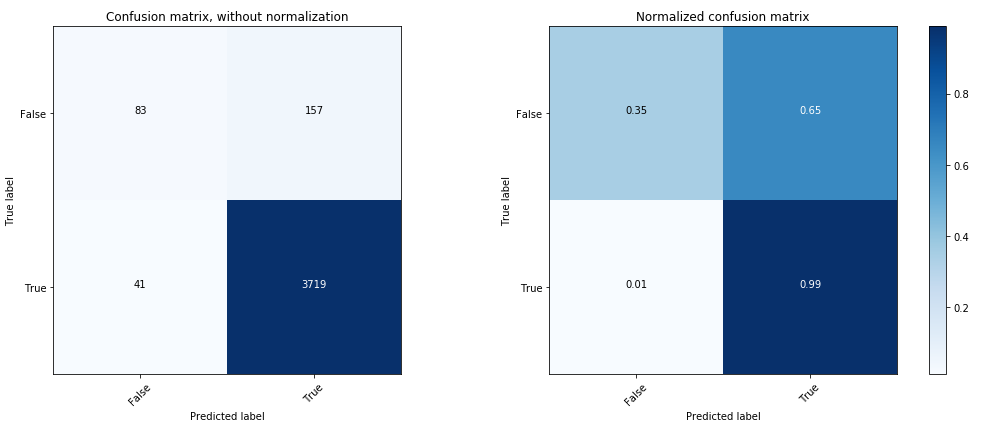 Confusion matrix, without normalization
False
83
157
True
41
3719
True label
False
True
Predicted label
Normalized confusion matrix
False
0.35
0.65
True
0.01
0.99
True label
False
True
Predicted label
0.8
0.6
0.4
0.2